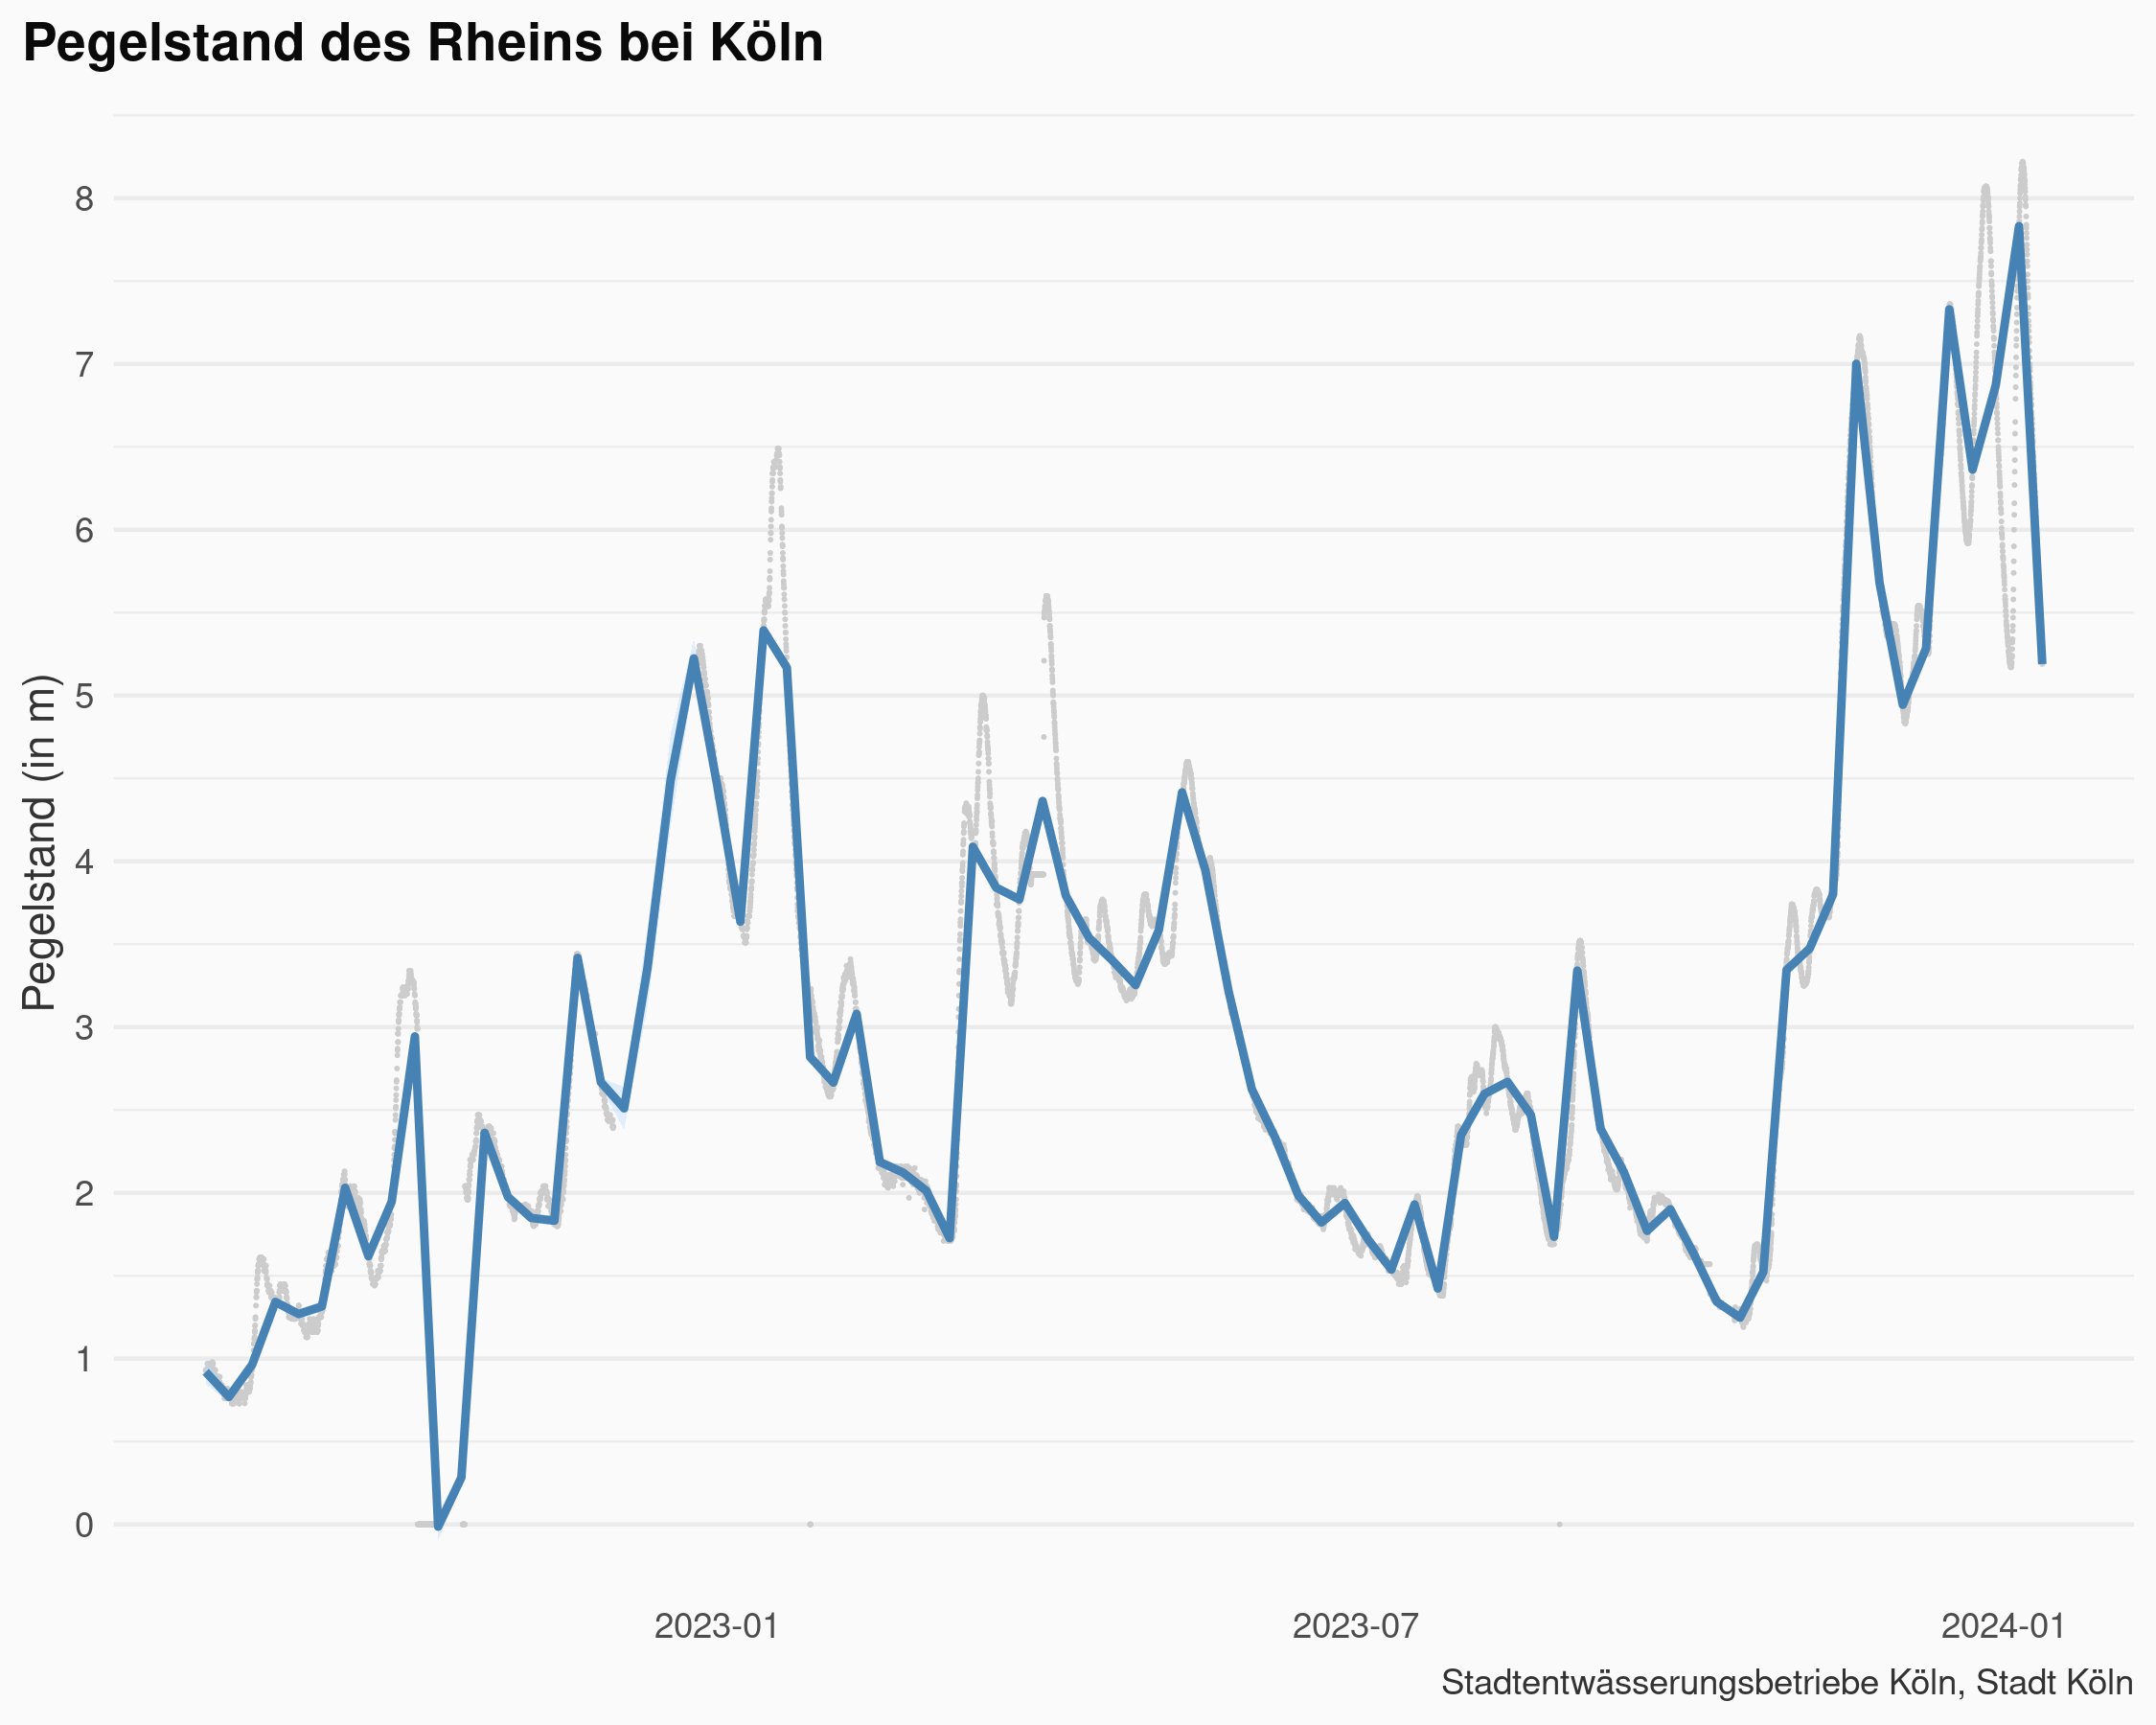 Pegelstand des Rheins bei Köln
Pegelstand (in m)
8
7
6
5
4
3
2
1
0
2023-01 2023-07 2024-01
Stadtentwässerungsbetriebe Köln, Stadt Köln